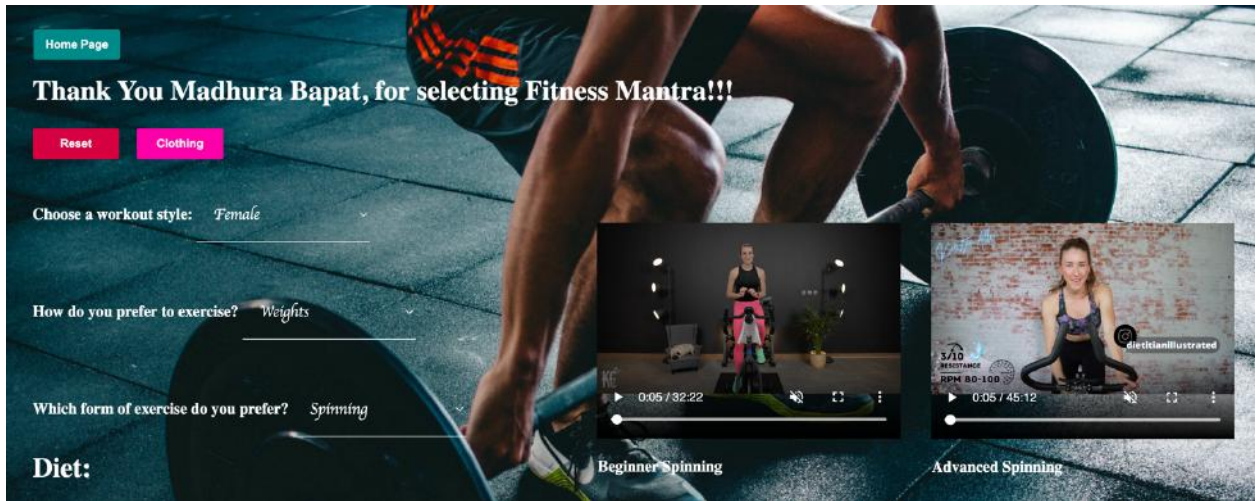 Home Page
Thank You Madhura Bapat, for selecting Fitness Mantra!!!
Reset
Clothing
Choose a workout style: Female
How do you prefer to exercise? Weights
Which form of exercise do you prefer? Spinning
KE
0:05 / 32:22
Beginner Spinning
dietitianillustrated
3/10
RESISTANCE
RPM 80-100
0:05 / 45:12
Advanced Spinning
Diet: